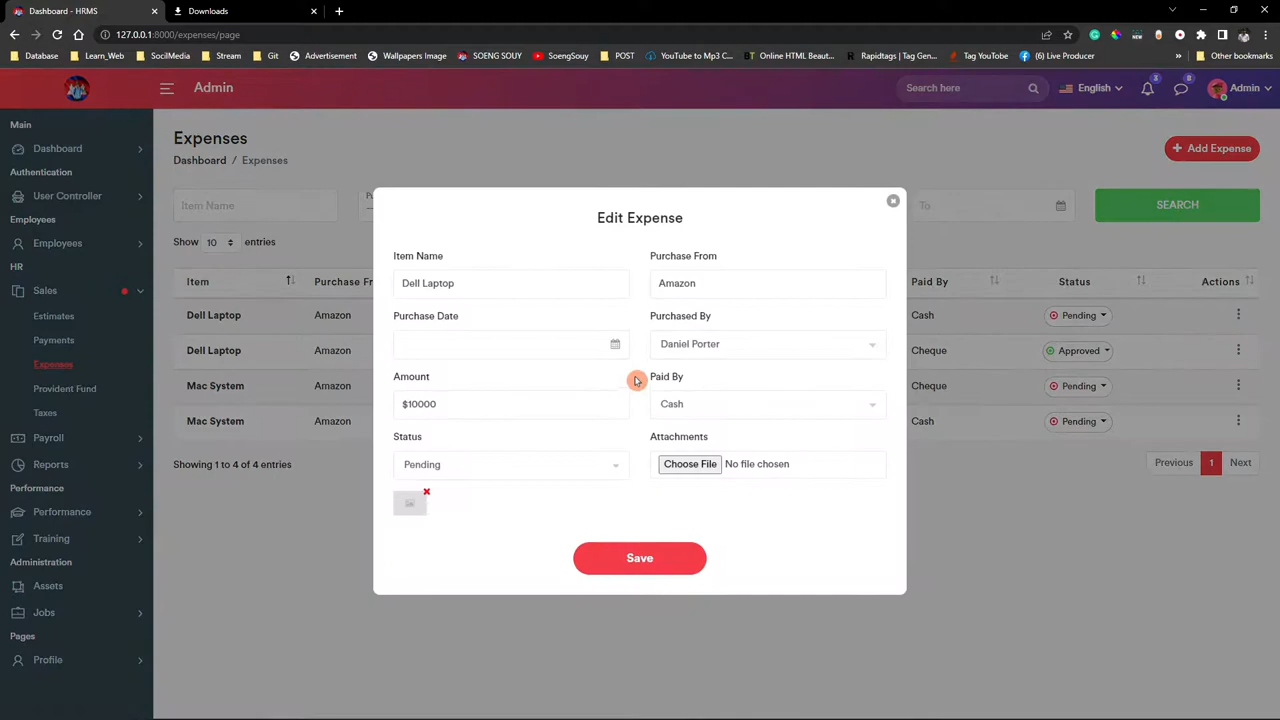 Dashboard - HRMS
Downloads
127.0.0.1:8000/expenses/page
Database Learn_Web SocilMedia Stream Git Advertisement Wallpapers Image SOENG SOUY SoengSouy POST YouTube to Mp3 C... Online HTML Beaut... Rapidtags | Tag Gen... Tag YouTube (6) Live Producer » Other bookmarks
Admin
Search here
English
3
8
Admin
Main
Dashboard
Authentication
User Controller
Employees
Employees
HR
Sales
Estimates
Payments
Expenses
Provident Fund
Taxes
Payroll
Reports
Performance
Performance
Training
Administration
Assets
Jobs
Pages
Profile
Expenses
Dashboard / Expenses
+ Add Expense
Item Name
To
SEARCH
Show 10 entries
Item Purchase Fr Paid By Status Actions
Dell Laptop Amazon Cash Pending
Dell Laptop Amazon Cheque Approved
Mac System Amazon Cheque Pending
Mac System Amazon Cash Pending
Showing 1 to 4 of 4 entries
Previous 1 Next
Edit Expense
Item Name
Dell Laptop
Purchase From
Amazon
Purchase Date
Purchased By
Daniel Porter
Amount
$10000
Paid By
Cash
Status
Pending
Attachments
Choose File No file chosen
Save